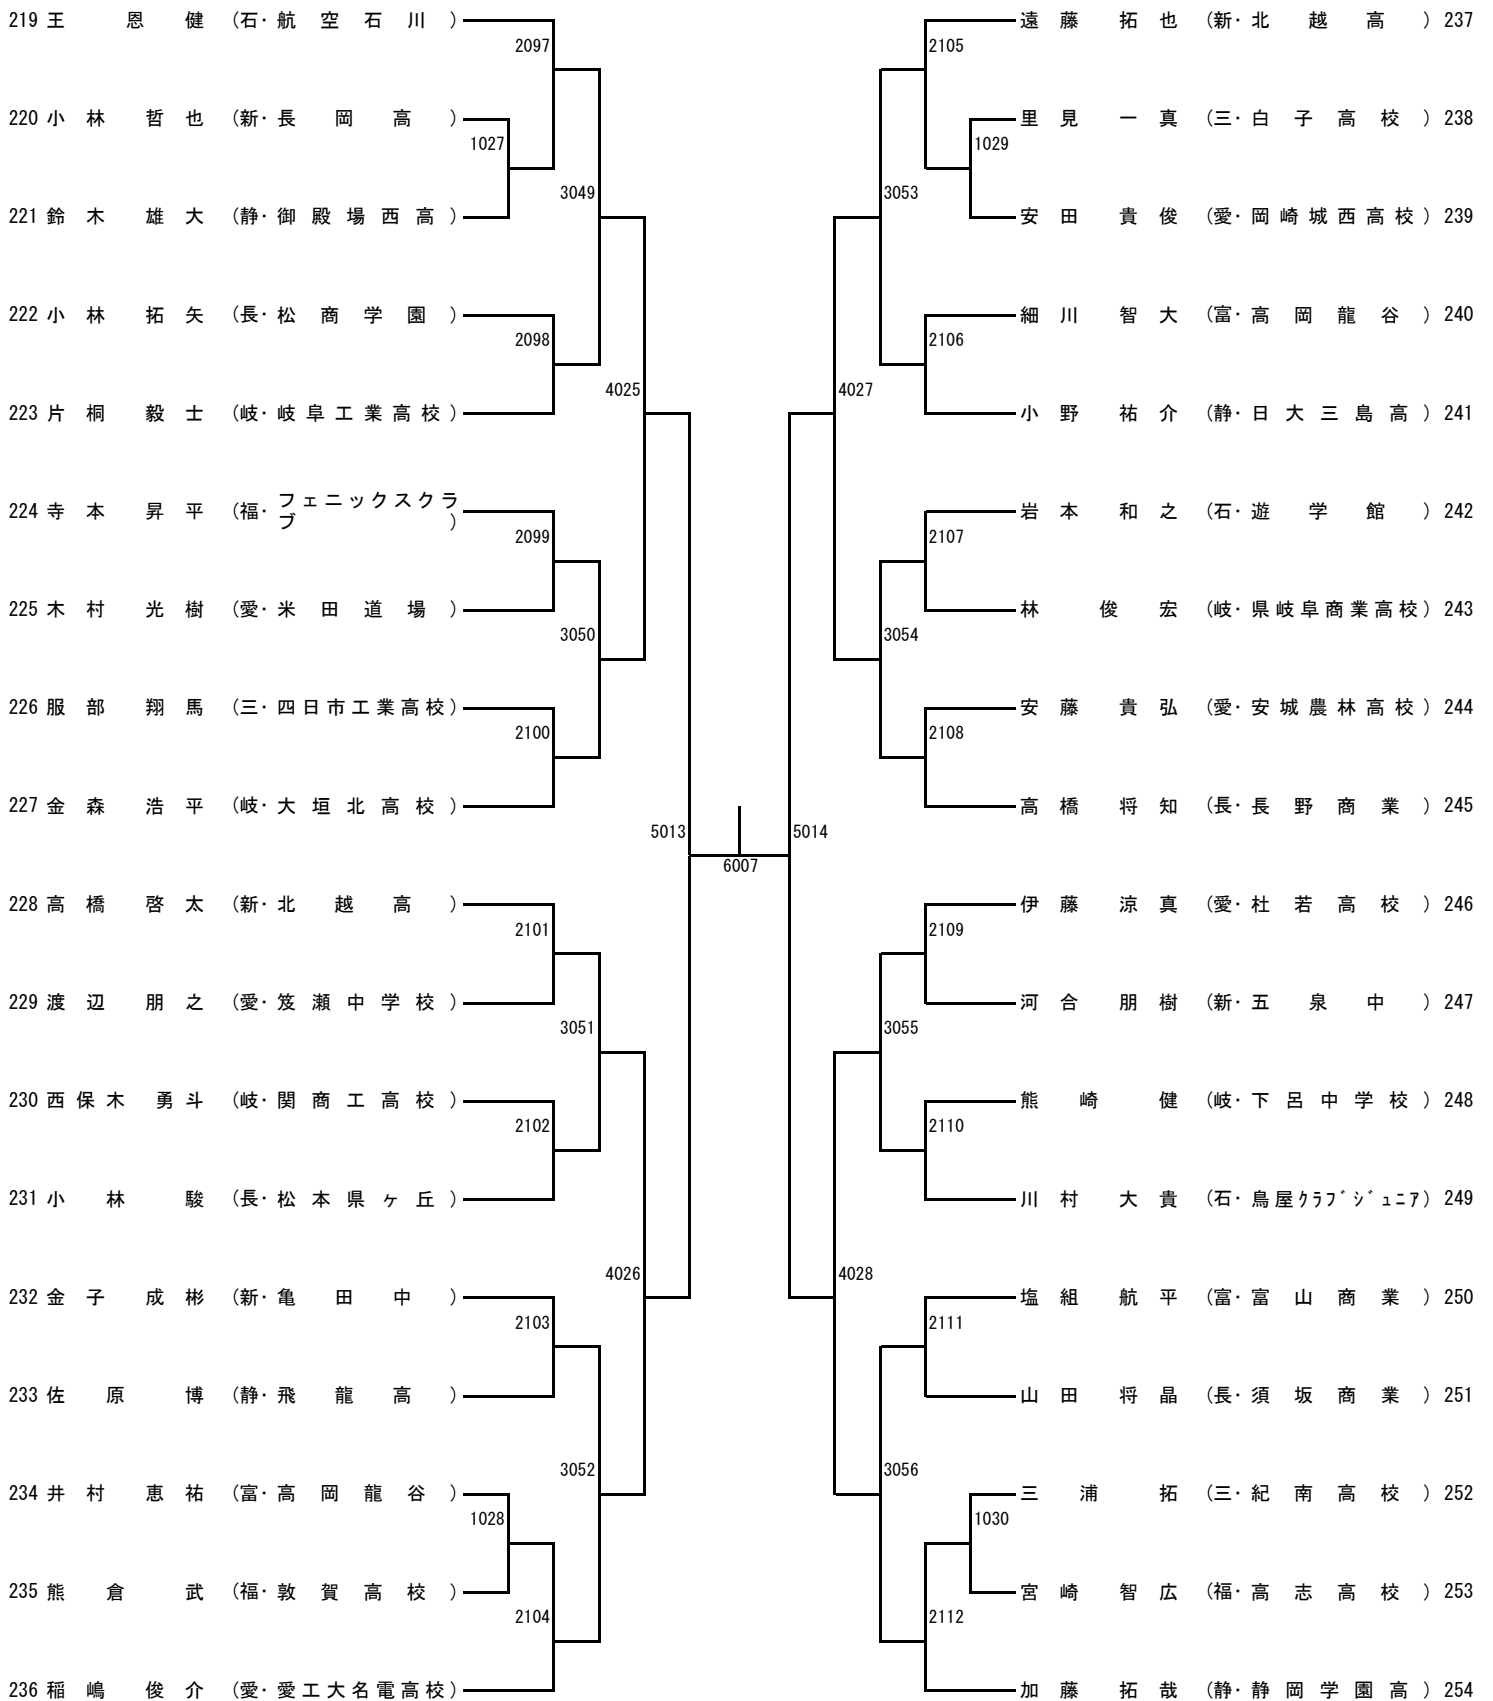 219 王 恩 健 (石・航空石川)
2097
220 小林 哲也 (新・長岡高)
1027
3049
221 鈴木 雄大 (静・御殿場西高)
222 小林 拓矢 (長・松商学園)
2098
4025
223 片桐 毅士 (岐・岐阜工業高校)
224 寺本 昇平 (福・フェニックスクラブ)
2099
225 木村 光樹 (愛・米田道場)
3050
226 服部 翔馬 (三・四日市工業高校)
2100
227 金森 浩平 (岐・大垣北高校)
5013
228 高橋 啓太 (新・北越高)
2101
229 渡辺 朋之 (愛・笈瀬中学校)
3051
230 西保木 勇斗 (岐・関商工高校)
2102
231 小林 駿 (長・松本県ヶ丘)
4026
232 金子 成彬 (新・亀田中)
2103
233 佐原 博 (静・飛龍高)
3052
234 井村 恵祐 (富・高岡龍谷)
1028
235 熊倉 武 (福・敦賀高校)
2104
236 稲嶋 俊介 (愛・愛工大名電高校)
6007
遠藤 拓也 (新・北越高) 237
2105
里見 一真 (三・白子高校) 238
1029
3053
安田 貴俊 (愛・岡崎城西高校) 239
細川 智大 (富・高岡龍谷) 240
2106
4027
小野 祐介 (静・日大三島高) 241
岩本 和之 (石・遊学館) 242
2107
林 俊宏 (岐・県岐阜商業高校) 243
3054
安藤 貴弘 (愛・安城農林高校) 244
2108
高橋 将知 (長・長野商業) 245
5014
伊藤 涼真 (愛・杜若高校) 246
2109
河合 朋樹 (新・五泉中) 247
3055
熊崎 健 (岐・下呂中学校) 248
2110
川村 大貴 (石・鳥屋ｸﾗﾌﾞｼﾞｭﾆｱ) 249
4028
塩組 航平 (富・富山商業) 250
2111
山田 将晶 (長・須坂商業) 251
3056
三浦 拓 (三・紀南高校) 252
1030
宮崎 智広 (福・高志高校) 253
2112
加藤 拓哉 (静・静岡学園高) 254